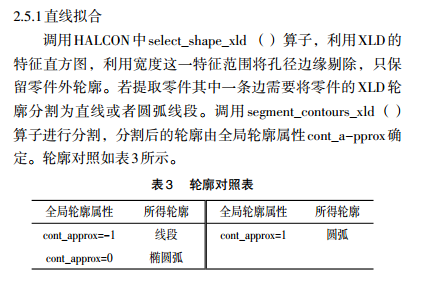 2.5.1直线拟合
调用HALCON中select_shape_xld （ ）算子，利用XLD的
特征直方图，利用宽度这一特征范围将孔径边缘剔除，只保
留零件外轮廓。若提取零件其中一条边需要将零件的XLD轮
廓分割为直线或者圆弧线段。调用segment_contours_xld（ ）
算子进行分割，分割后的轮廓由全局轮廓属性cont_a-pprox确
定。轮廓对照如表3所示。
表3 轮廓对照表
全局轮廓属性 所得轮廓 全局轮廓属性 所得轮廓
cont_approx=-1 线段 cont_approx=1 圆弧
cont_approx=0 椭圆弧